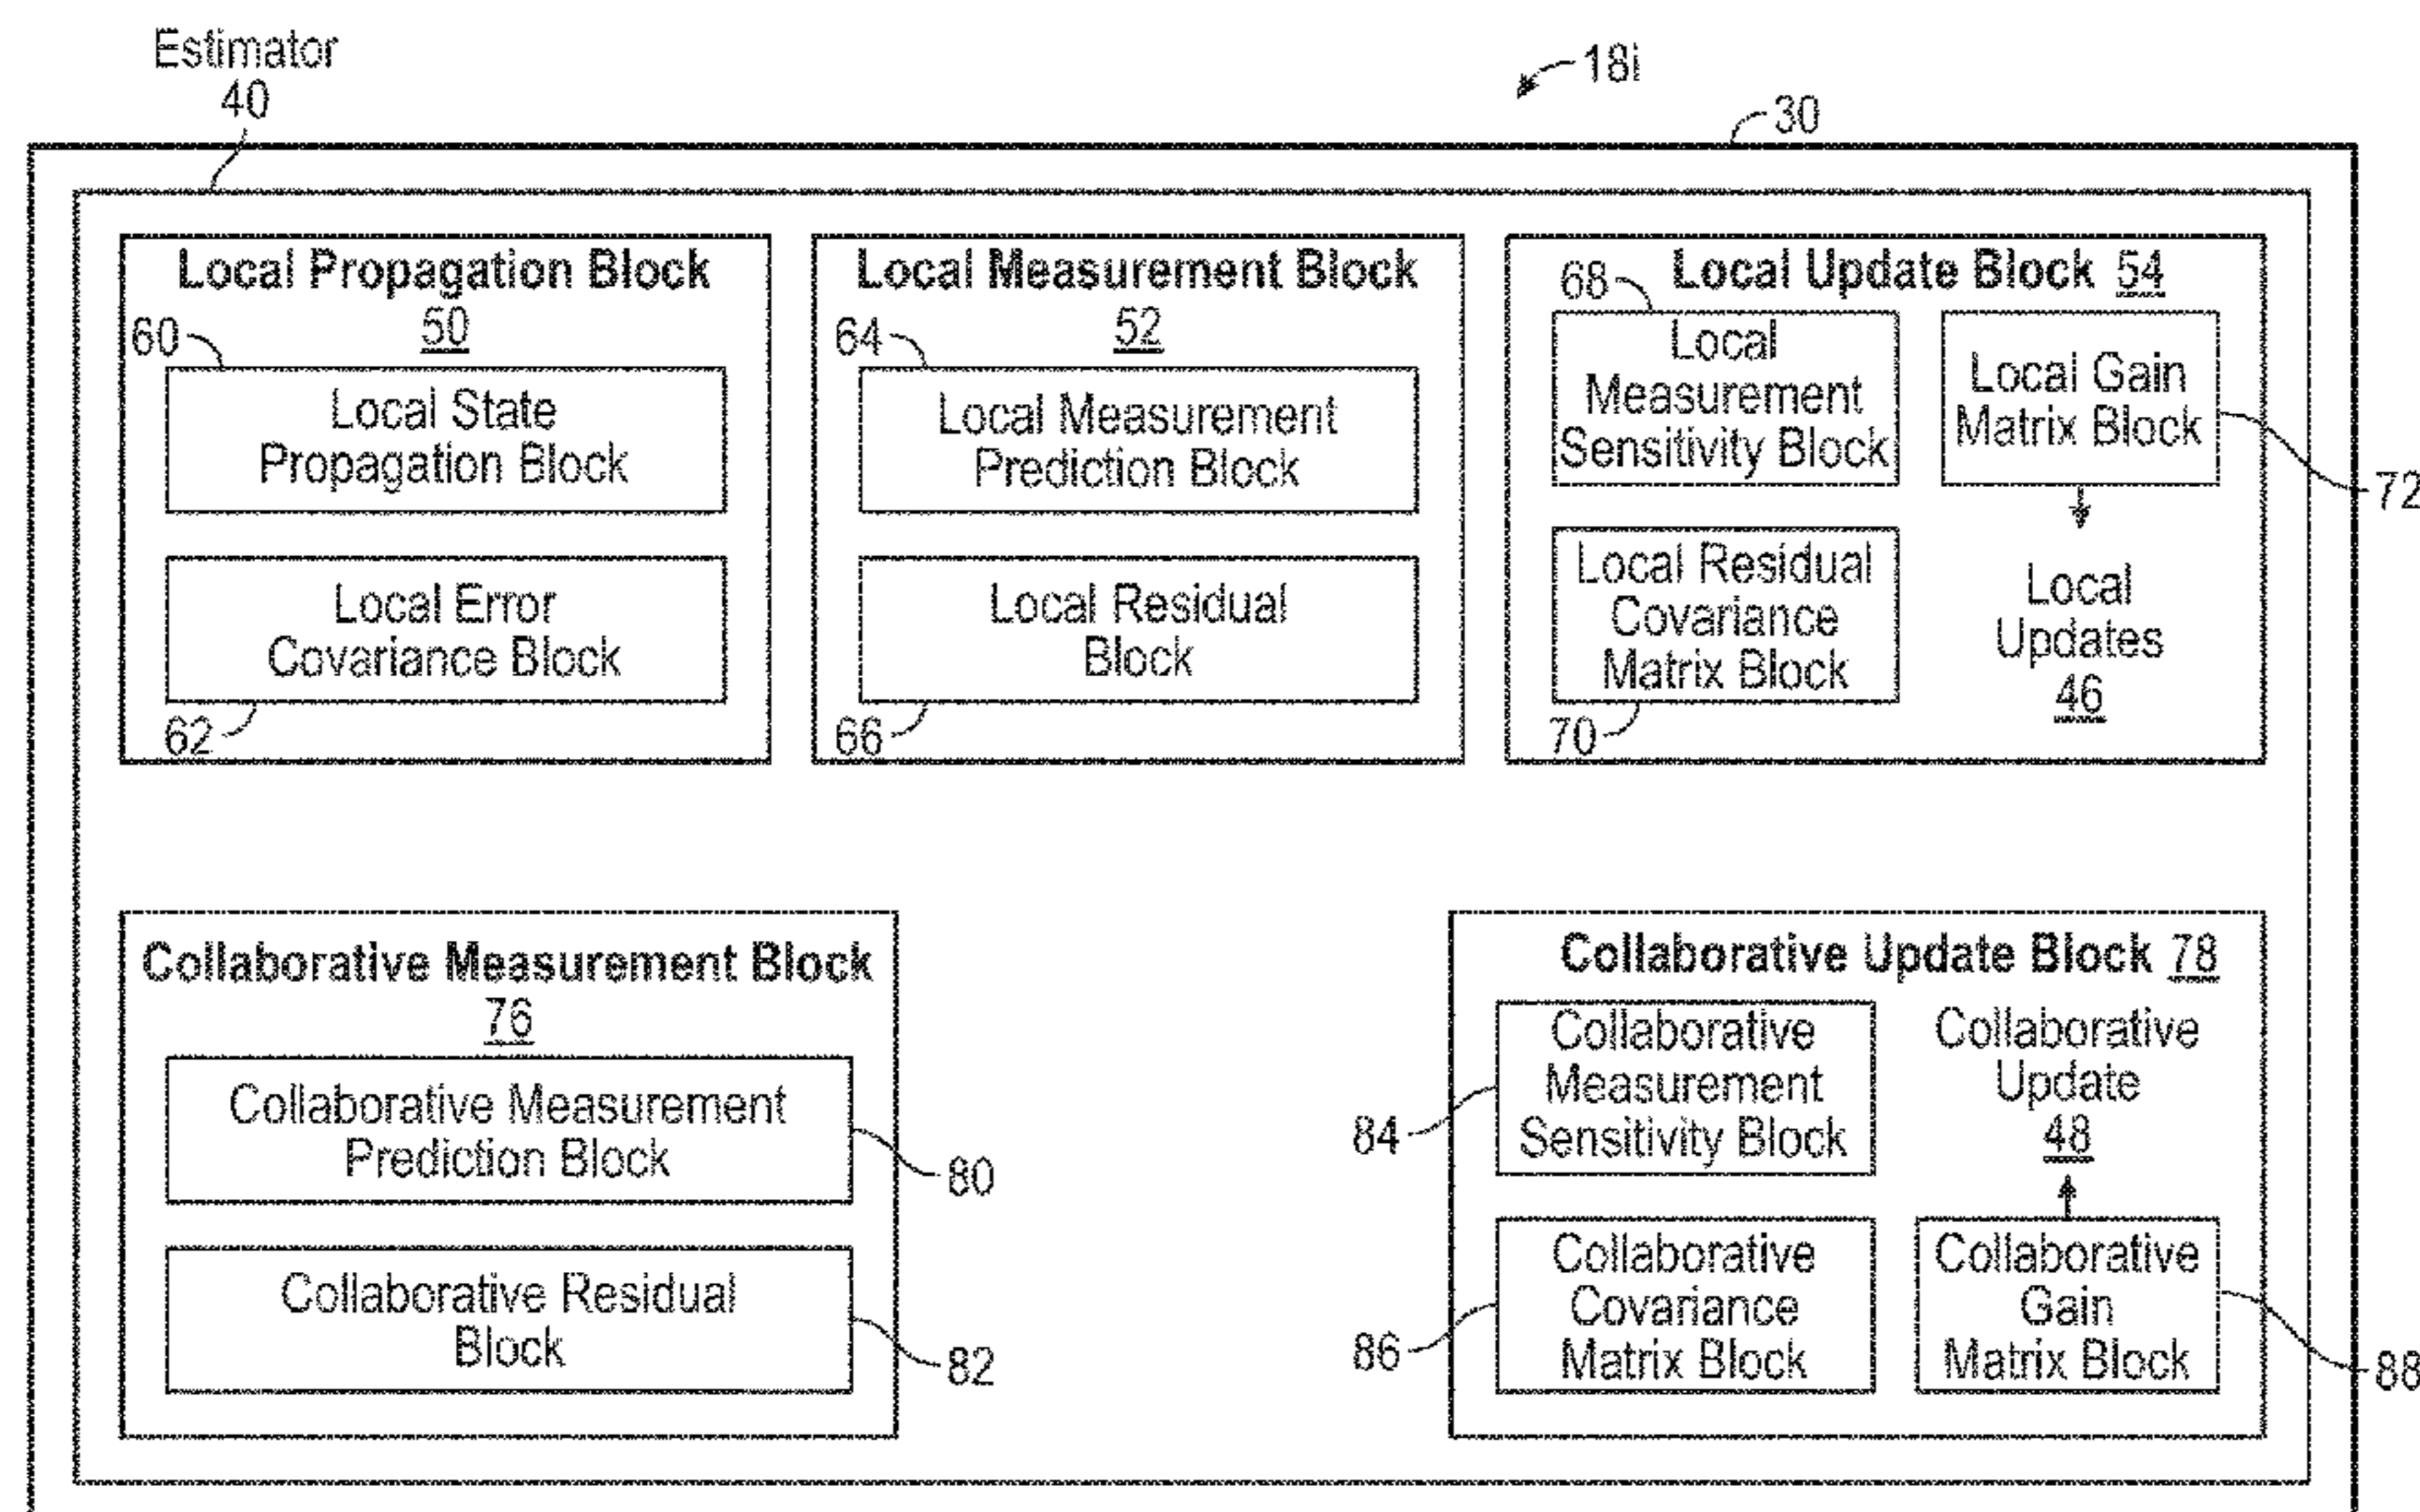 Estimator
40
18i
30
Local Propagation Block
50
60
Local State
Propagation Block
Local Error
Covariance Block
62
Local Measurement Block
52
64
Local Measurement
Prediction Block
Local Residual
Block
66
Local Update Block 54
68
Local
Measurement
Sensitivity Block
Local Gain
Matrix Block
72
Local Residual
Covariance
Matrix Block
70
Local
Updates
46
Collaborative Measurement Block
76
Collaborative Measurement
Prediction Block
80
Collaborative Residual
Block
82
Collaborative Update Block 78
Collaborative
Measurement
Sensitivity Block
84
Collaborative
Update
48
Collaborative
Covariance
Matrix Block
86
Collaborative
Gain
Matrix Block
88